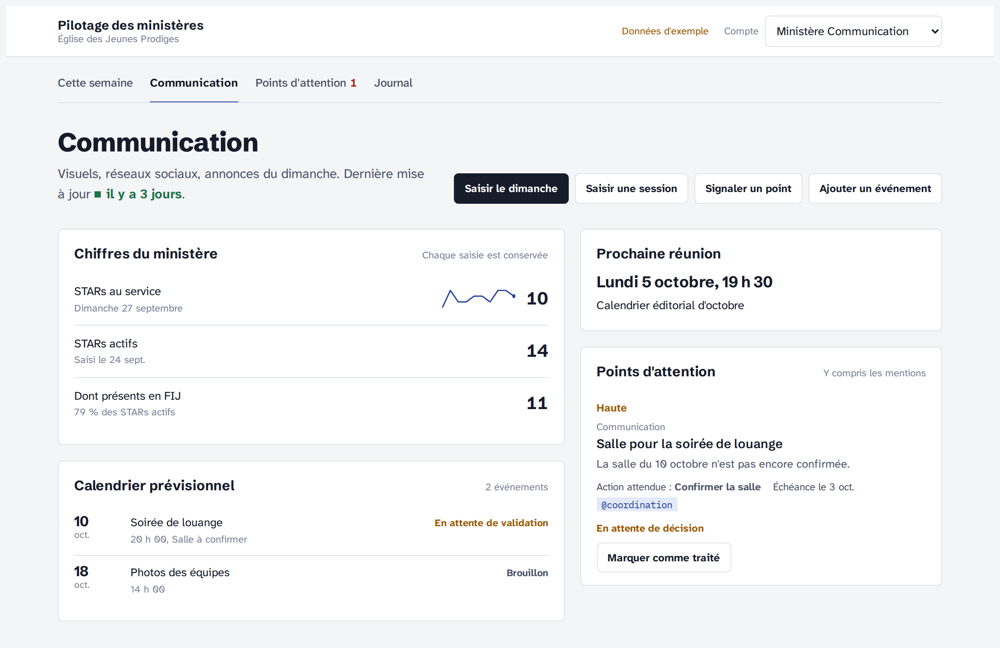 Pilotage des ministères
Église des Jeunes Prodiges
Données d'exemple
Compte
Ministère Communication
Cette semaine
Communication
Points d'attention 1
Journal
Communication
Visuels, réseaux sociaux, annonces du dimanche. Dernière mise
à jour il y a 3 jours.
Saisir le dimanche
Saisir une session
Signaler un point
Ajouter un événement
Chiffres du ministère
Chaque saisie est conservée
STARs au service
Dimanche 27 septembre
10
STARs actifs
Saisi le 24 sept.
14
Dont présents en FIJ
79 % des STARs actifs
11
Calendrier prévisionnel
2 événements
10
oct.
Soirée de louange
20 h 00, Salle à confirmer
En attente de validation
18
oct.
Photos des équipes
14 h 00
Brouillon
Prochaine réunion
Lundi 5 octobre, 19 h 30
Calendrier éditorial d'octobre
Points d'attention
Y compris les mentions
Haute
Communication
Salle pour la soirée de louange
La salle du 10 octobre n'est pas encore confirmée.
Action attendue : Confirmer la salle
Échéance le 3 oct.
@coordination
En attente de décision
Marquer comme traité